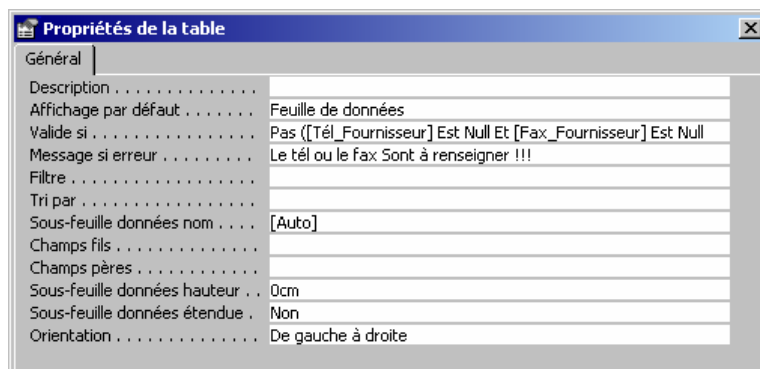 Propriétés de la table
Général
Description . . . . . . . . . . . . . .
Affichage par défaut . . . . . . . Feuille de données
Valide si . . . . . . . . . . . . . . . . Pas ([Tél_Fournisseur] Est Null Et [Fax_Fournisseur] Est Null
Message si erreur . . . . . . . . . Le tél ou le fax Sont à renseigner !!!
Filtre . . . . . . . . . . . . . . . . . .
Tri par . . . . . . . . . . . . . . . . .
Sous-feuille données nom . . . . [Auto]
Champs fils . . . . . . . . . . . . . .
Champs pères . . . . . . . . . . . .
Sous-feuille données hauteur . . 0cm
Sous-feuille données étendue . Non
Orientation . . . . . . . . . . . . . . De gauche à droite